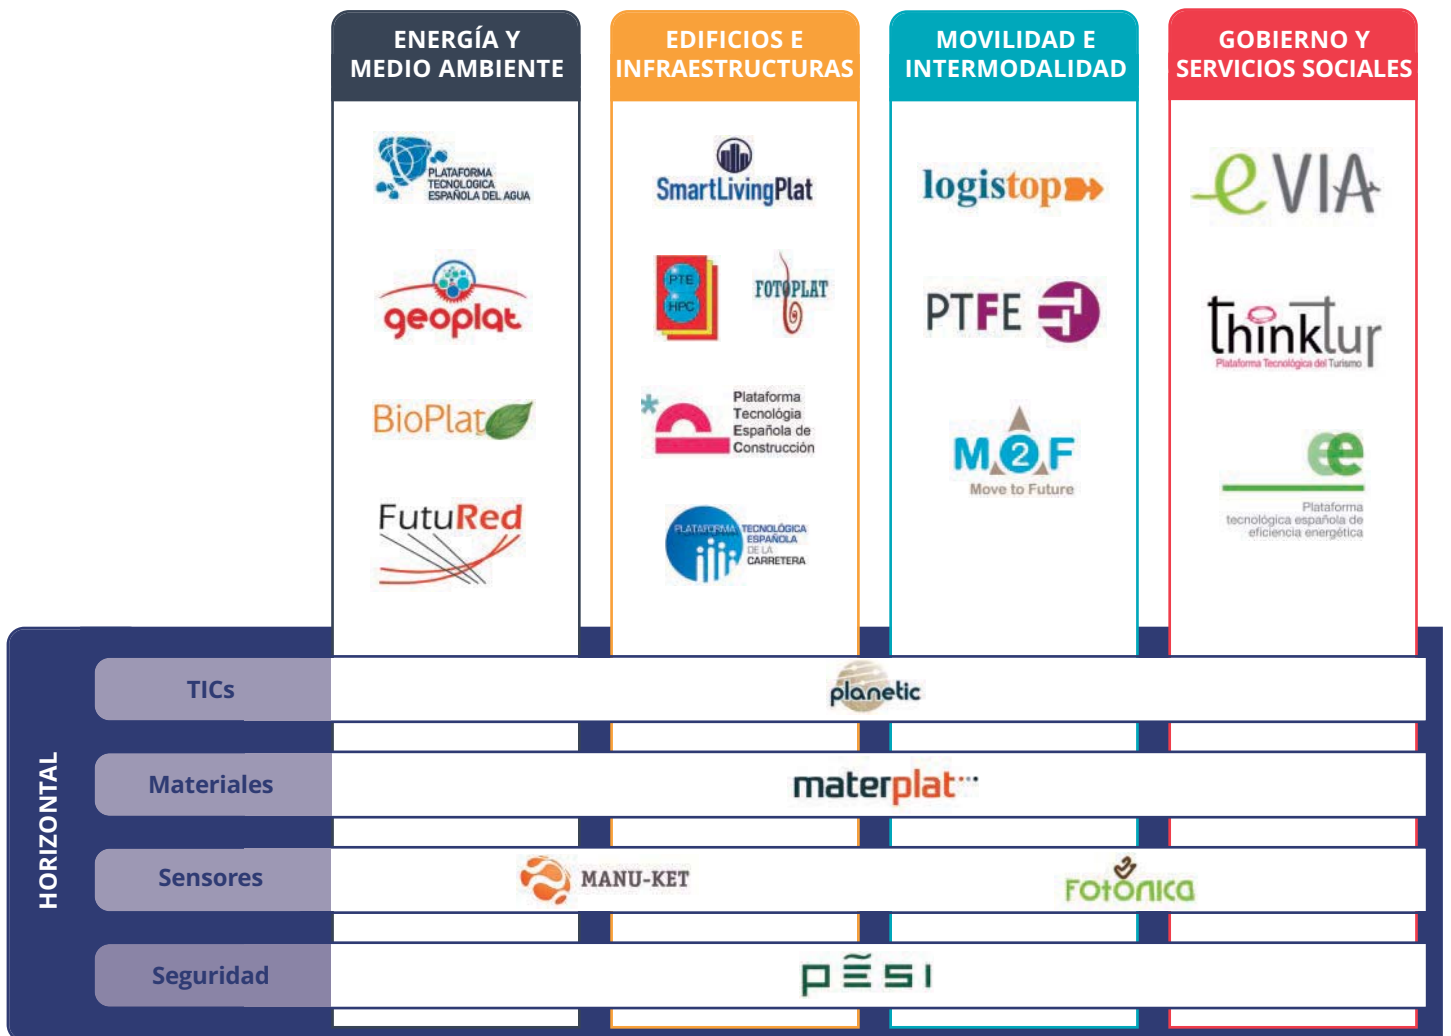 ENERGÍA Y
MEDIO AMBIENTE
EDIFICIOS E
INFRAESTRUCTURAS
MOVILIDAD E
INTERMODALIDAD
GOBIERNO Y
SERVICIOS SOCIALES
PLATAFORMA
TECNOLOGICA
ESPAÑOLA DEL AGUA
geoplat
BioPlat
FutuRed
SmartLivingPlat
PTE
HPC
FOTOPLAT
Plataforma
Tecnológia
Española de
Construcción
PLATAFORMA TECNOLÓGICA
ESPAÑOLA
DE LA
CARRETERA
logistop
PTFE
M2F
Move to Future
eVIA
thinktur
Plataforma Tecnológica del Turismo
ee
Plataforma
tecnológica española de
eficiencia energética
HORIZONTAL
TICs
planetic
Materiales
materplat
Sensores
MANU-KET
FOTÓNICA
Seguridad
pẽsi